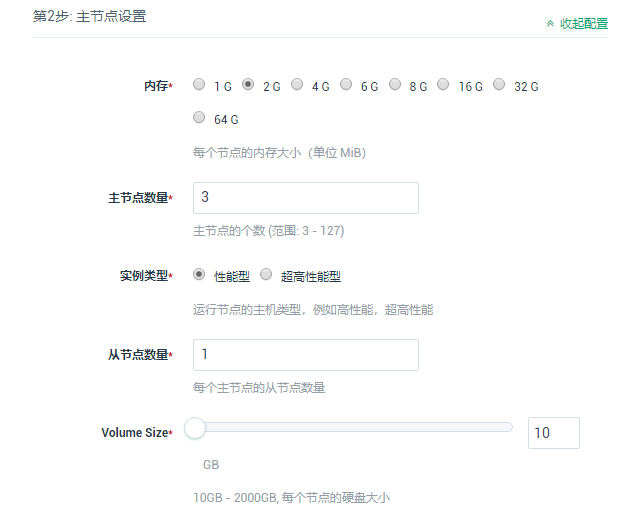 第2步: 主节点设置
收起配置
内存* 1 G 2 G 4 G 6 G 8 G 16 G 32 G
64 G
每个节点的内存大小（单位 MiB）
主节点数量* 3
主节点的个数 (范围: 3 - 127)
实例类型* 性能型 超高性能型
运行节点的主机类型，例如高性能，超高性能
从节点数量* 1
每个主节点的从节点数量
Volume Size* 10
GB
10GB - 2000GB, 每个节点的硬盘大小